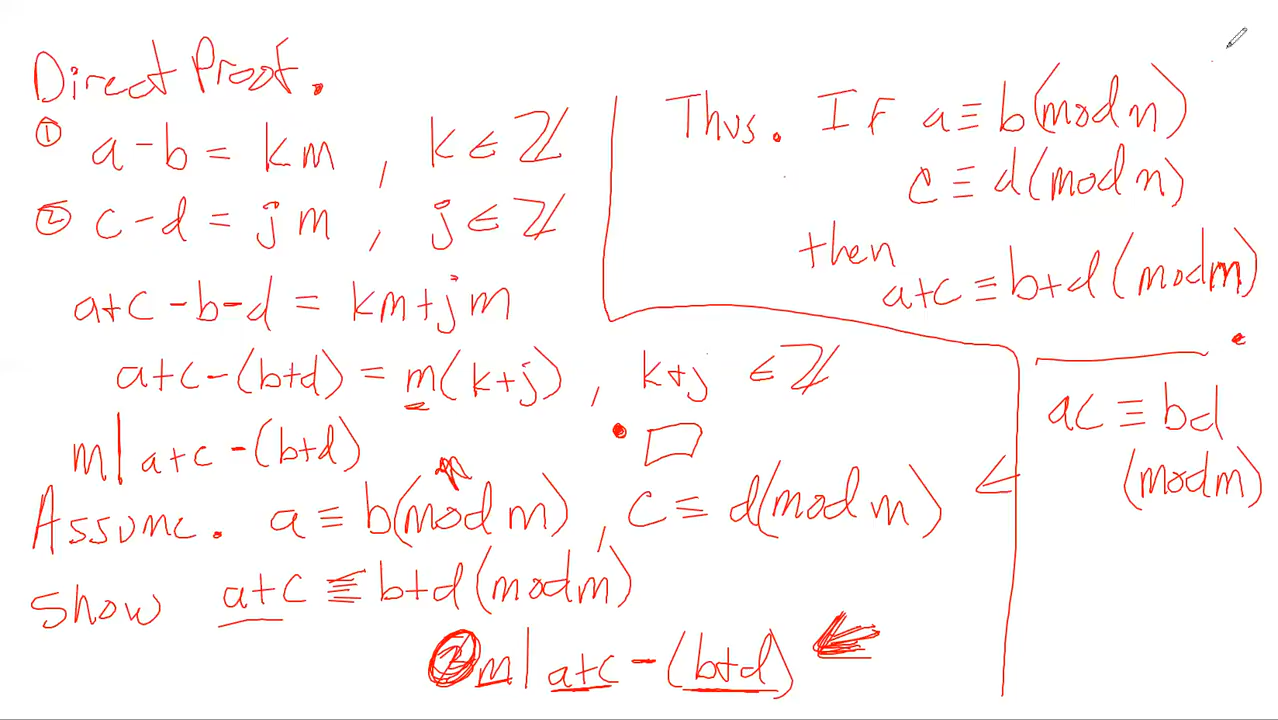 Direct Proof.
① a - b = km , k ∈ ℤ
② c - d = jm , j ∈ ℤ
a+c - b - d = km + jm
a+c - (b+d) = m(k+j) , k+j ∈ ℤ
m | a+c - (b+d)
Assume. a ≡ b(mod m) , c ≡ d(mod m)
Show a+c ≡ b+d (mod m)
m | a+c - (b+d)
Thus. If a ≡ b(mod n)
c ≡ d(mod n)
then
a+c ≡ b+d (mod m)
ac ≡ bd
(mod m)